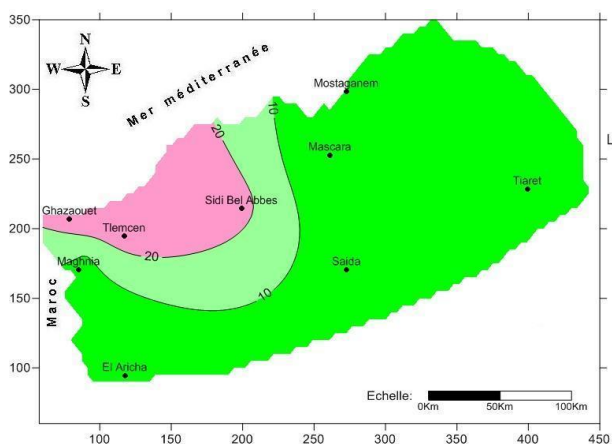 350
300
250
200
150
100
N
W E
S
Mer méditerranée
Mostaganem
20
10
Mascara
L
Tiaret
Sidi Bel Abbes
Ghazaouet
Tlemcen
20
Maghnia
Saida
10
Maroc
El Aricha
Echelle:
0Km 50Km 100Km
100 150 200 250 300 350 400 450